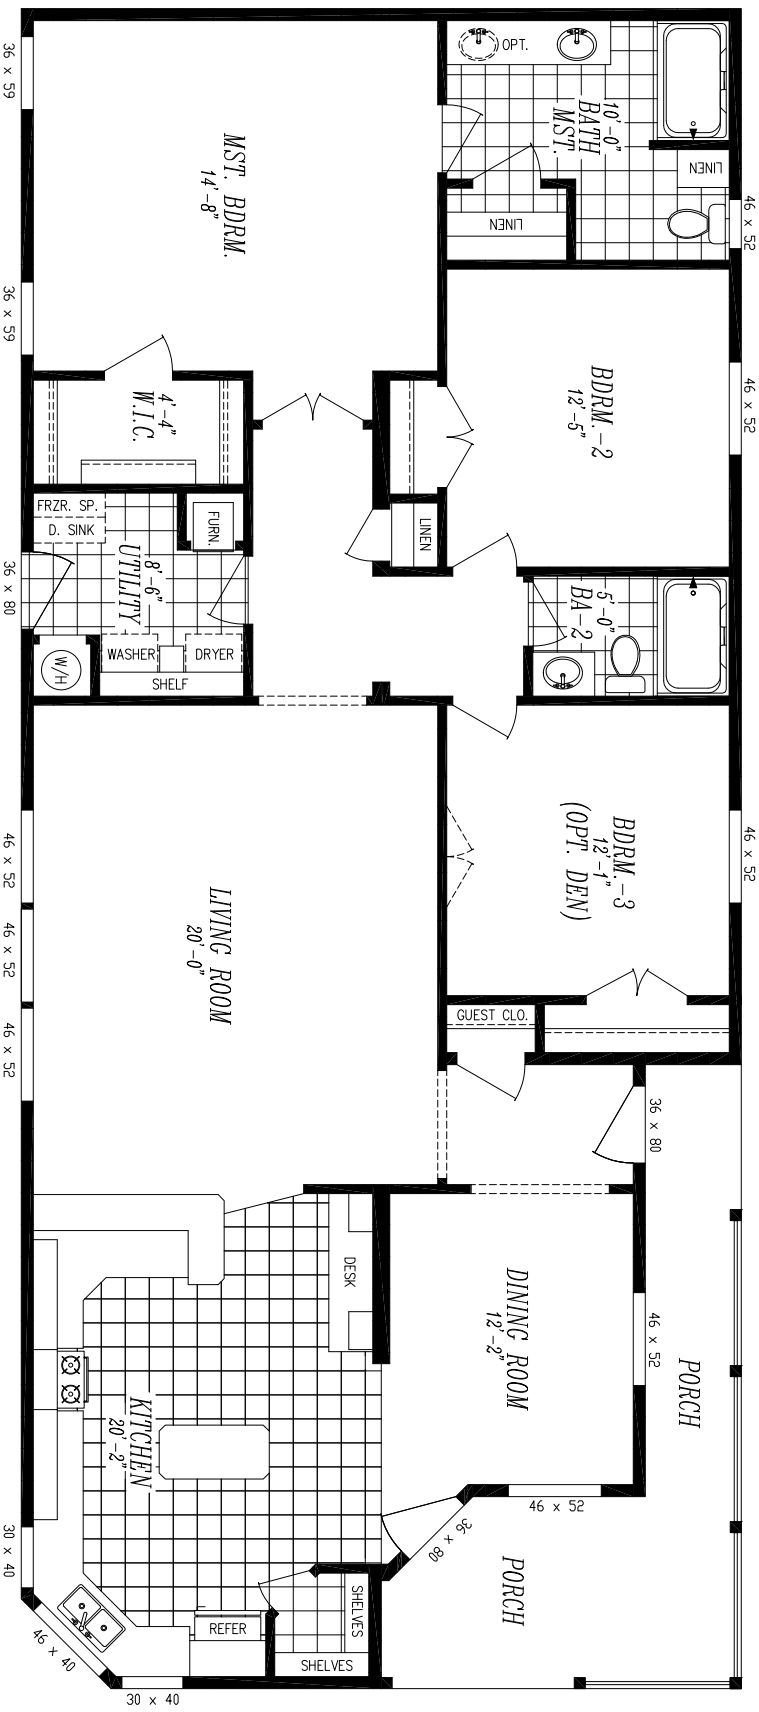 OPT.
10'-0"
BATH
MST.
LINEN
LINEN
46 x 52
36 x 59
MST. BDRM.
14'-8"
36 x 59
BDRM.-2
12'-5"
46 x 52
4'-4"
W.I.C.
FRZR. SP.
D. SINK
FURN.
LINEN
36 x 80
8'-6"
UTILITY
5'-0"
BA-2
WASHER
DRYER
W/H
SHELF
46 x 52
BDRM.-3
12'-1"
(OPT. DEN)
46 x 52
46 x 52
46 x 52
LIVING ROOM
20'-0"
GUEST CLO.
36 x 80
DESK
DINING ROOM
12'-2"
46 x 52
PORCH
KITCHEN
20'-2"
46 x 52
36 x 80
PORCH
30 x 40
SHELVES
REFER
SHELVES
46 x 40
30 x 40